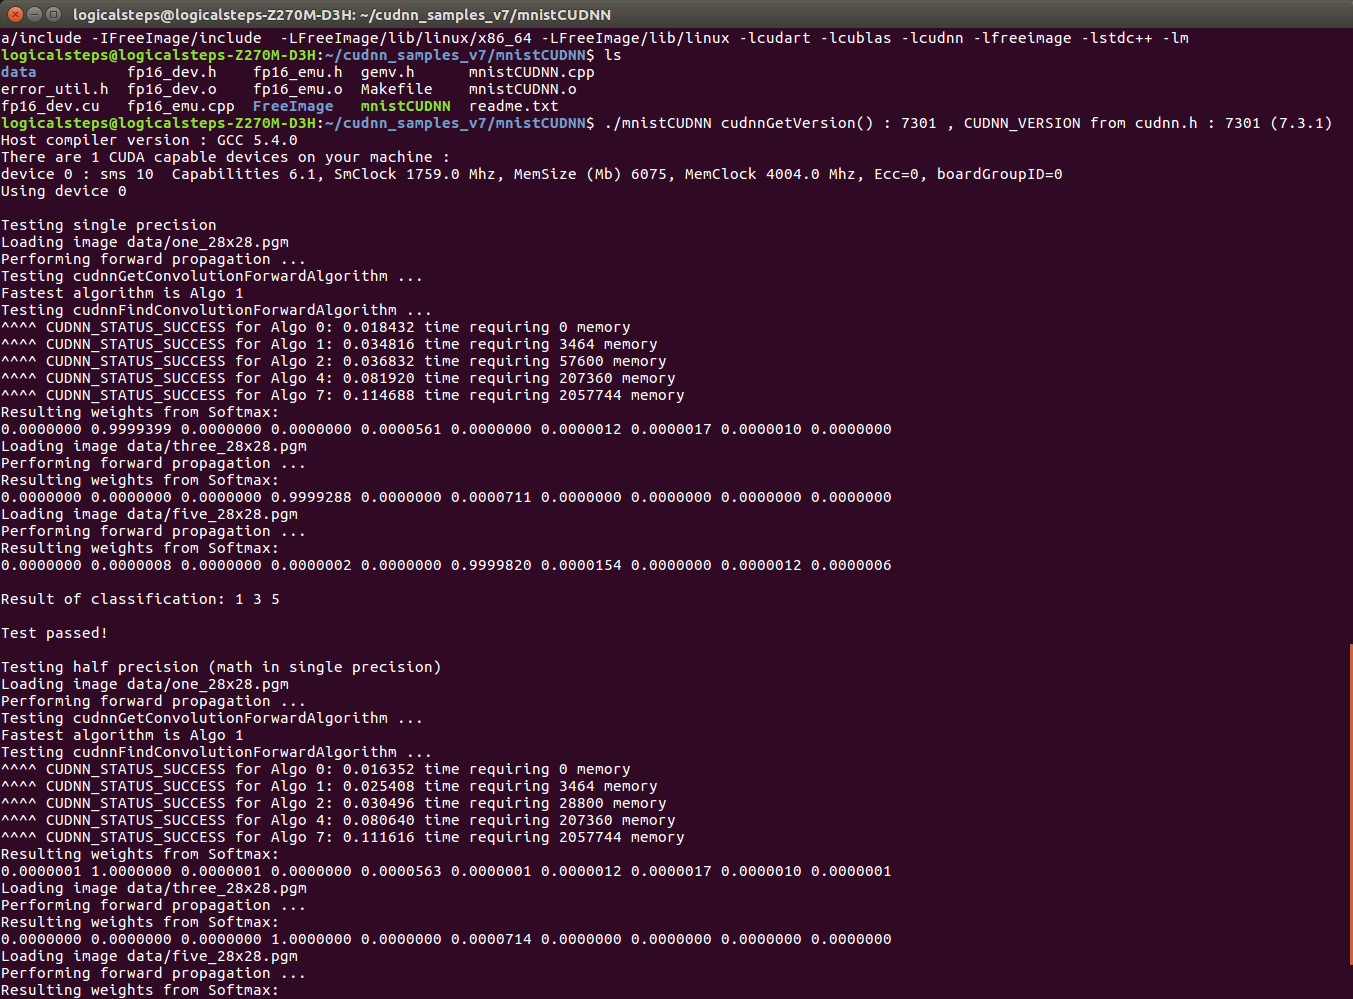 logicalsteps@logicalsteps-Z270M-D3H: ~/cudnn_samples_v7/mnistCUDNN
a/include -IFreeImage/include  -LFreeImage/lib/linux/x86_64 -LFreeImage/lib/linux -lcudart -lcublas -lcudnn -lfreeimage -lstdc++ -lm
logicalsteps@logicalsteps-Z270M-D3H:~/cudnn_samples_v7/mnistCUDNN$ ls
data          fp16_dev.h    fp16_emu.h  gemv.h      mnistCUDNN.cpp
error_util.h  fp16_dev.o    fp16_emu.o  Makefile    mnistCUDNN.o
fp16_dev.cu   fp16_emu.cpp  FreeImage   mnistCUDNN  readme.txt
logicalsteps@logicalsteps-Z270M-D3H:~/cudnn_samples_v7/mnistCUDNN$ ./mnistCUDNN cudnnGetVersion() : 7301 , CUDNN_VERSION from cudnn.h : 7301 (7.3.1)
Host compiler version : GCC 5.4.0
There are 1 CUDA capable devices on your machine :
device 0 : sms 10  Capabilities 6.1, SmClock 1759.0 Mhz, MemSize (Mb) 6075, MemClock 4004.0 Mhz, Ecc=0, boardGroupID=0
Using device 0

Testing single precision
Loading image data/one_28x28.pgm
Performing forward propagation ...
Testing cudnnGetConvolutionForwardAlgorithm ...
Fastest algorithm is Algo 1
Testing cudnnFindConvolutionForwardAlgorithm ...
^^^^ CUDNN_STATUS_SUCCESS for Algo 0: 0.018432 time requiring 0 memory
^^^^ CUDNN_STATUS_SUCCESS for Algo 1: 0.034816 time requiring 3464 memory
^^^^ CUDNN_STATUS_SUCCESS for Algo 2: 0.036832 time requiring 57600 memory
^^^^ CUDNN_STATUS_SUCCESS for Algo 4: 0.081920 time requiring 207360 memory
^^^^ CUDNN_STATUS_SUCCESS for Algo 7: 0.114688 time requiring 2057744 memory
Resulting weights from Softmax:
0.0000000 0.9999399 0.0000000 0.0000000 0.0000561 0.0000000 0.0000012 0.0000017 0.0000010 0.0000000
Loading image data/three_28x28.pgm
Performing forward propagation ...
Resulting weights from Softmax:
0.0000000 0.0000000 0.0000000 0.9999288 0.0000000 0.0000711 0.0000000 0.0000000 0.0000000 0.0000000
Loading image data/five_28x28.pgm
Performing forward propagation ...
Resulting weights from Softmax:
0.0000000 0.0000008 0.0000000 0.0000002 0.0000000 0.9999820 0.0000154 0.0000000 0.0000012 0.0000006

Result of classification: 1 3 5

Test passed!

Testing half precision (math in single precision)
Loading image data/one_28x28.pgm
Performing forward propagation ...
Testing cudnnGetConvolutionForwardAlgorithm ...
Fastest algorithm is Algo 1
Testing cudnnFindConvolutionForwardAlgorithm ...
^^^^ CUDNN_STATUS_SUCCESS for Algo 0: 0.016352 time requiring 0 memory
^^^^ CUDNN_STATUS_SUCCESS for Algo 1: 0.025408 time requiring 3464 memory
^^^^ CUDNN_STATUS_SUCCESS for Algo 2: 0.030496 time requiring 28800 memory
^^^^ CUDNN_STATUS_SUCCESS for Algo 4: 0.080640 time requiring 207360 memory
^^^^ CUDNN_STATUS_SUCCESS for Algo 7: 0.111616 time requiring 2057744 memory
Resulting weights from Softmax:
0.0000001 1.0000000 0.0000001 0.0000000 0.0000563 0.0000001 0.0000012 0.0000017 0.0000010 0.0000001
Loading image data/three_28x28.pgm
Performing forward propagation ...
Resulting weights from Softmax:
0.0000000 0.0000000 0.0000000 1.0000000 0.0000000 0.0000714 0.0000000 0.0000000 0.0000000 0.0000000
Loading image data/five_28x28.pgm
Performing forward propagation ...
Resulting weights from Softmax: